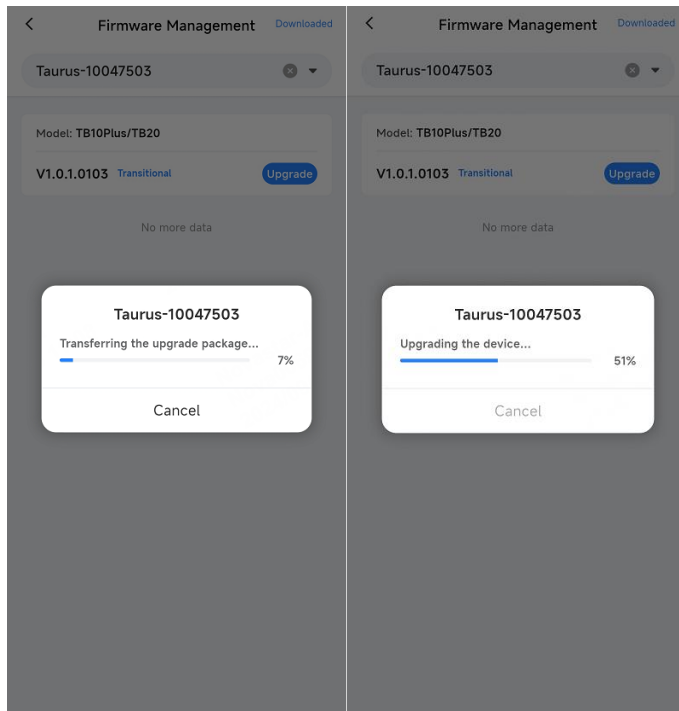 Firmware Management Downloaded
Taurus-10047503
Model: TB10Plus/TB20
V1.0.1.0103 Transitional Upgrade
No more data
Taurus-10047503
Transferring the upgrade package...
7%
Cancel
Firmware Management Downloaded
Taurus-10047503
Model: TB10Plus/TB20
V1.0.1.0103 Transitional Upgrade
No more data
Taurus-10047503
Upgrading the device...
51%
Cancel